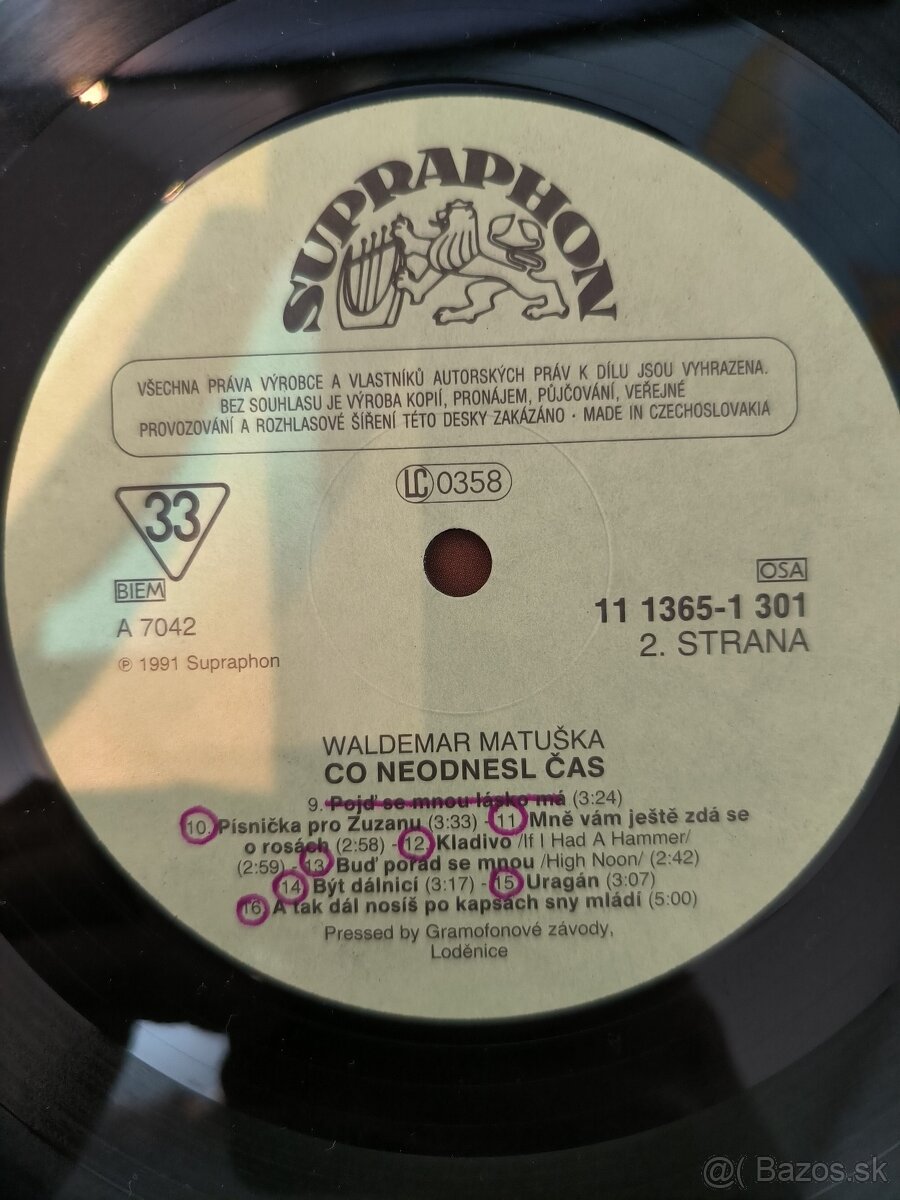 SUPRAPHON
VŠECHNA PRÁVA VÝROBCE A VLASTNÍKŮ AUTORSKÝCH PRÁV K DÍLU JSOU VYHRAZENA.
BEZ SOUHLASU JE VÝROBA KOPIÍ, PRONÁJEM, PŮJČOVÁNÍ, VEŘEJNÉ
PROVOZOVÁNÍ A ROZHLASOVÉ ŠÍŘENÍ TÉTO DESKY ZAKÁZÁNO · MADE IN CZECHOSLOVAKIA
LC 0358
33
BIEM
A 7042
℗ 1991 Supraphon
OSA
11 1365-1 301
2. STRANA
WALDEMAR MATUŠKA
CO NEODNESL ČAS
9. Pojď se mnou lásko má (3:24)
10. Písnička pro Zuzanu (3:33) - 11 Mně vám ještě zdá se
o rosách (2:58) - 12 Kladivo /If I Had A Hammer/
(2:59) - 13 Buď pořád se mnou /High Noon/ (2:42)
14 Být dálnicí (3:17) - 15 Uragán (3:07)
16 A tak dál nosíš po kapsách sny mládí (5:00)
Pressed by Gramofonové závody,
Loděnice
@( Bazos.sk